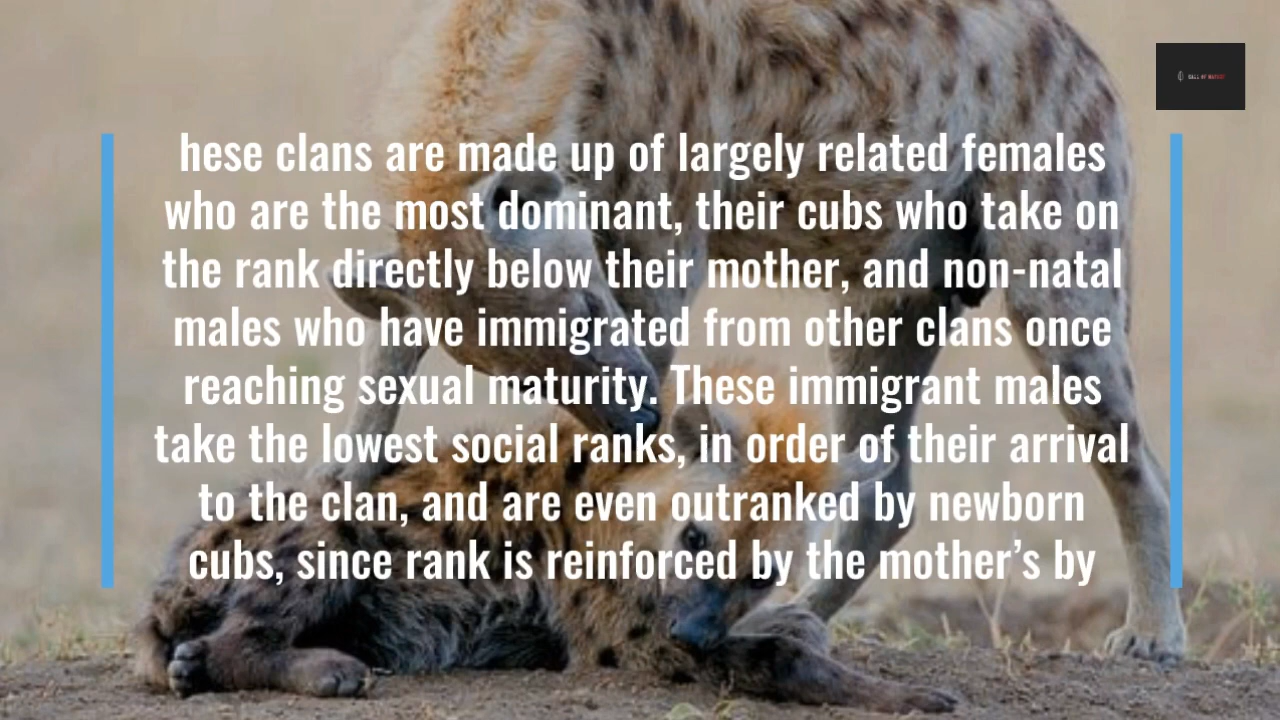 hese clans are made up of largely related females
who are the most dominant, their cubs who take on
the rank directly below their mother, and non-natal
males who have immigrated from other clans once
reaching sexual maturity. These immigrant males
take the lowest social ranks, in order of their arrival
to the clan, and are even outranked by newborn
cubs, since rank is reinforced by the mother’s by